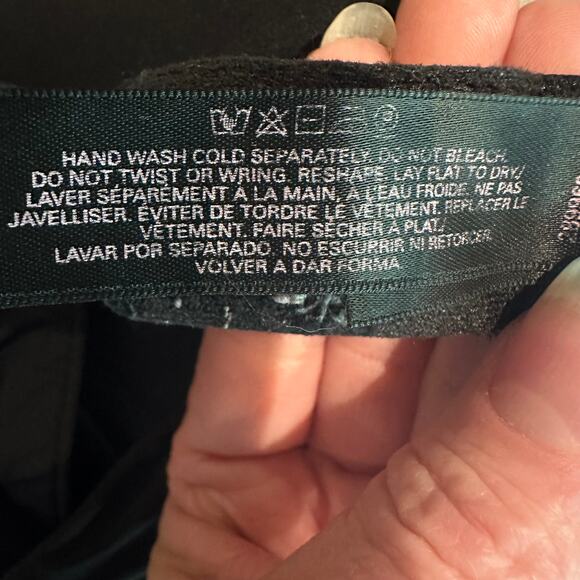 HAND WASH COLD SEPARATELY. DO NOT BLEACH.
DO NOT TWIST OR WRING. RESHAPE. LAY FLAT TO DRY/
LAVER SÉPARÉMENT A LA MAIN, A L'EAU FROIDE. NE PAS
JAVELLISER. ÉVITER DE TORDRE LE VÊTEMENT. REPLACER LE
VÊTEMENT. FAIRE SÉCHER A PLAT/
LAVAR POR SEPARADO. NO ESCURRIR NI RETORCER.
VOLVER A DAR FORMA